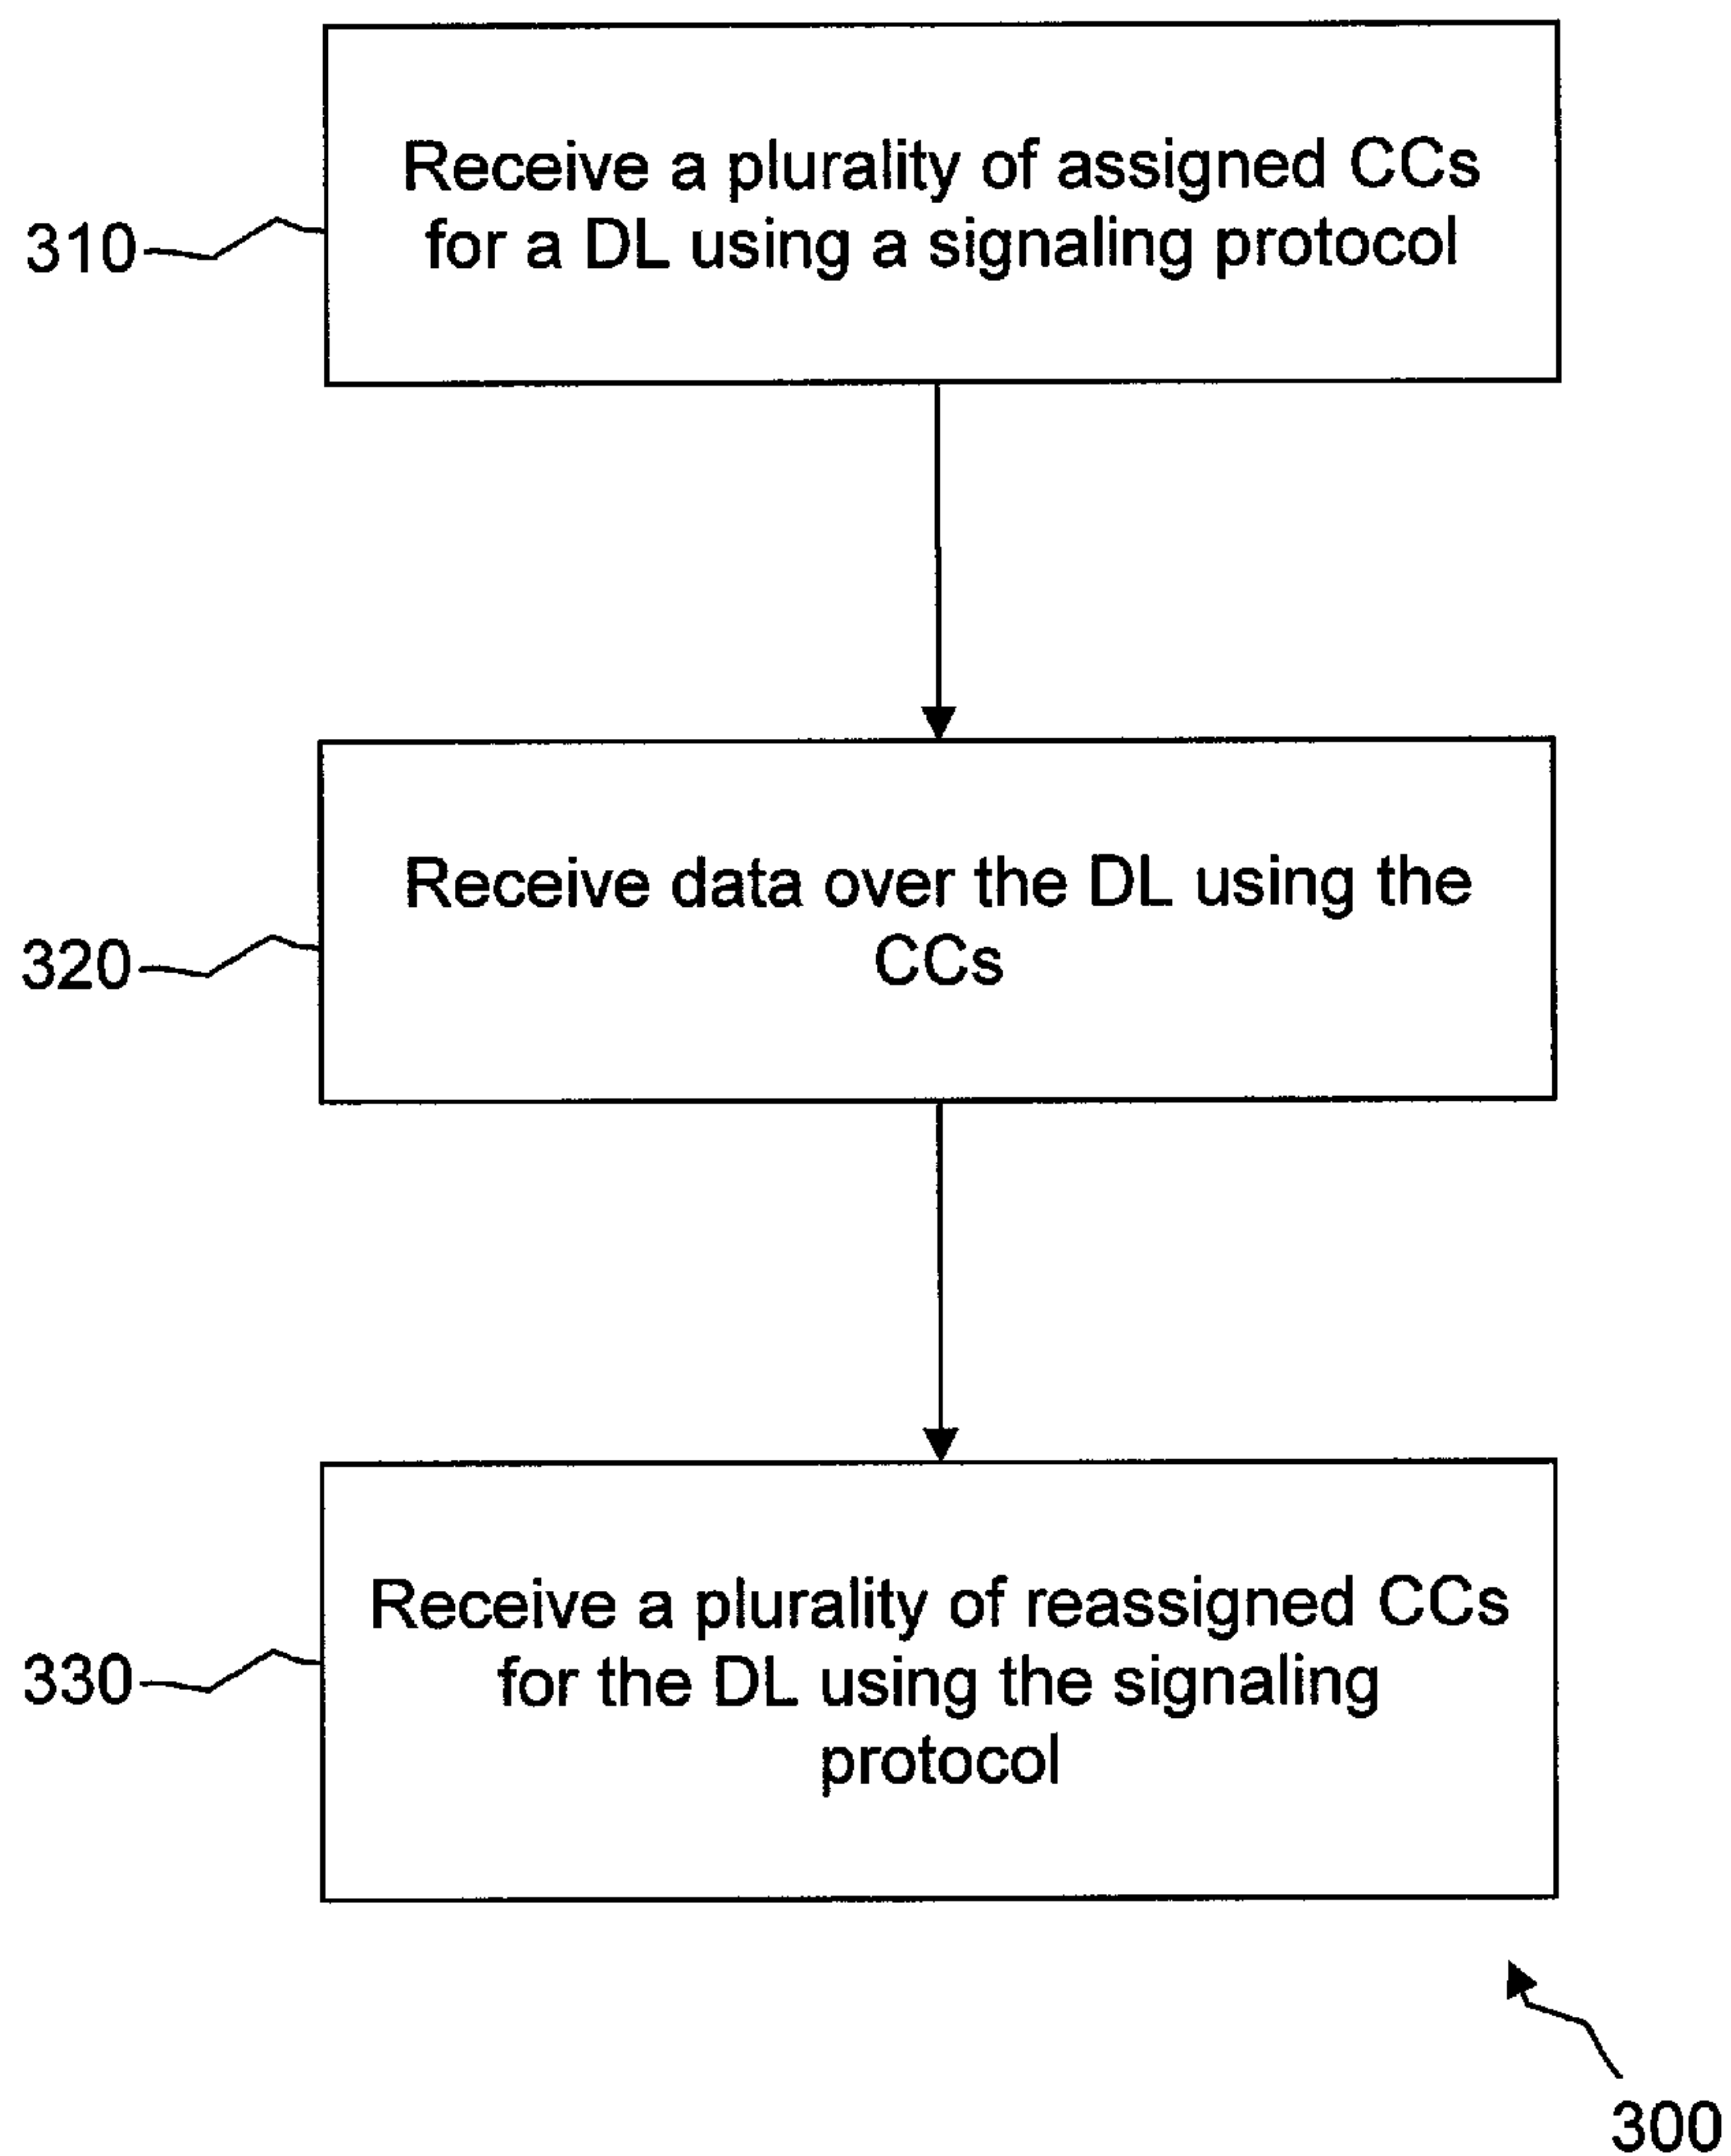 Receive a plurality of assigned CCs
for a DL using a signaling protocol
310
Receive data over the DL using the
CCs
320
Receive a plurality of reassigned CCs
for the DL using the signaling
protocol
330
300